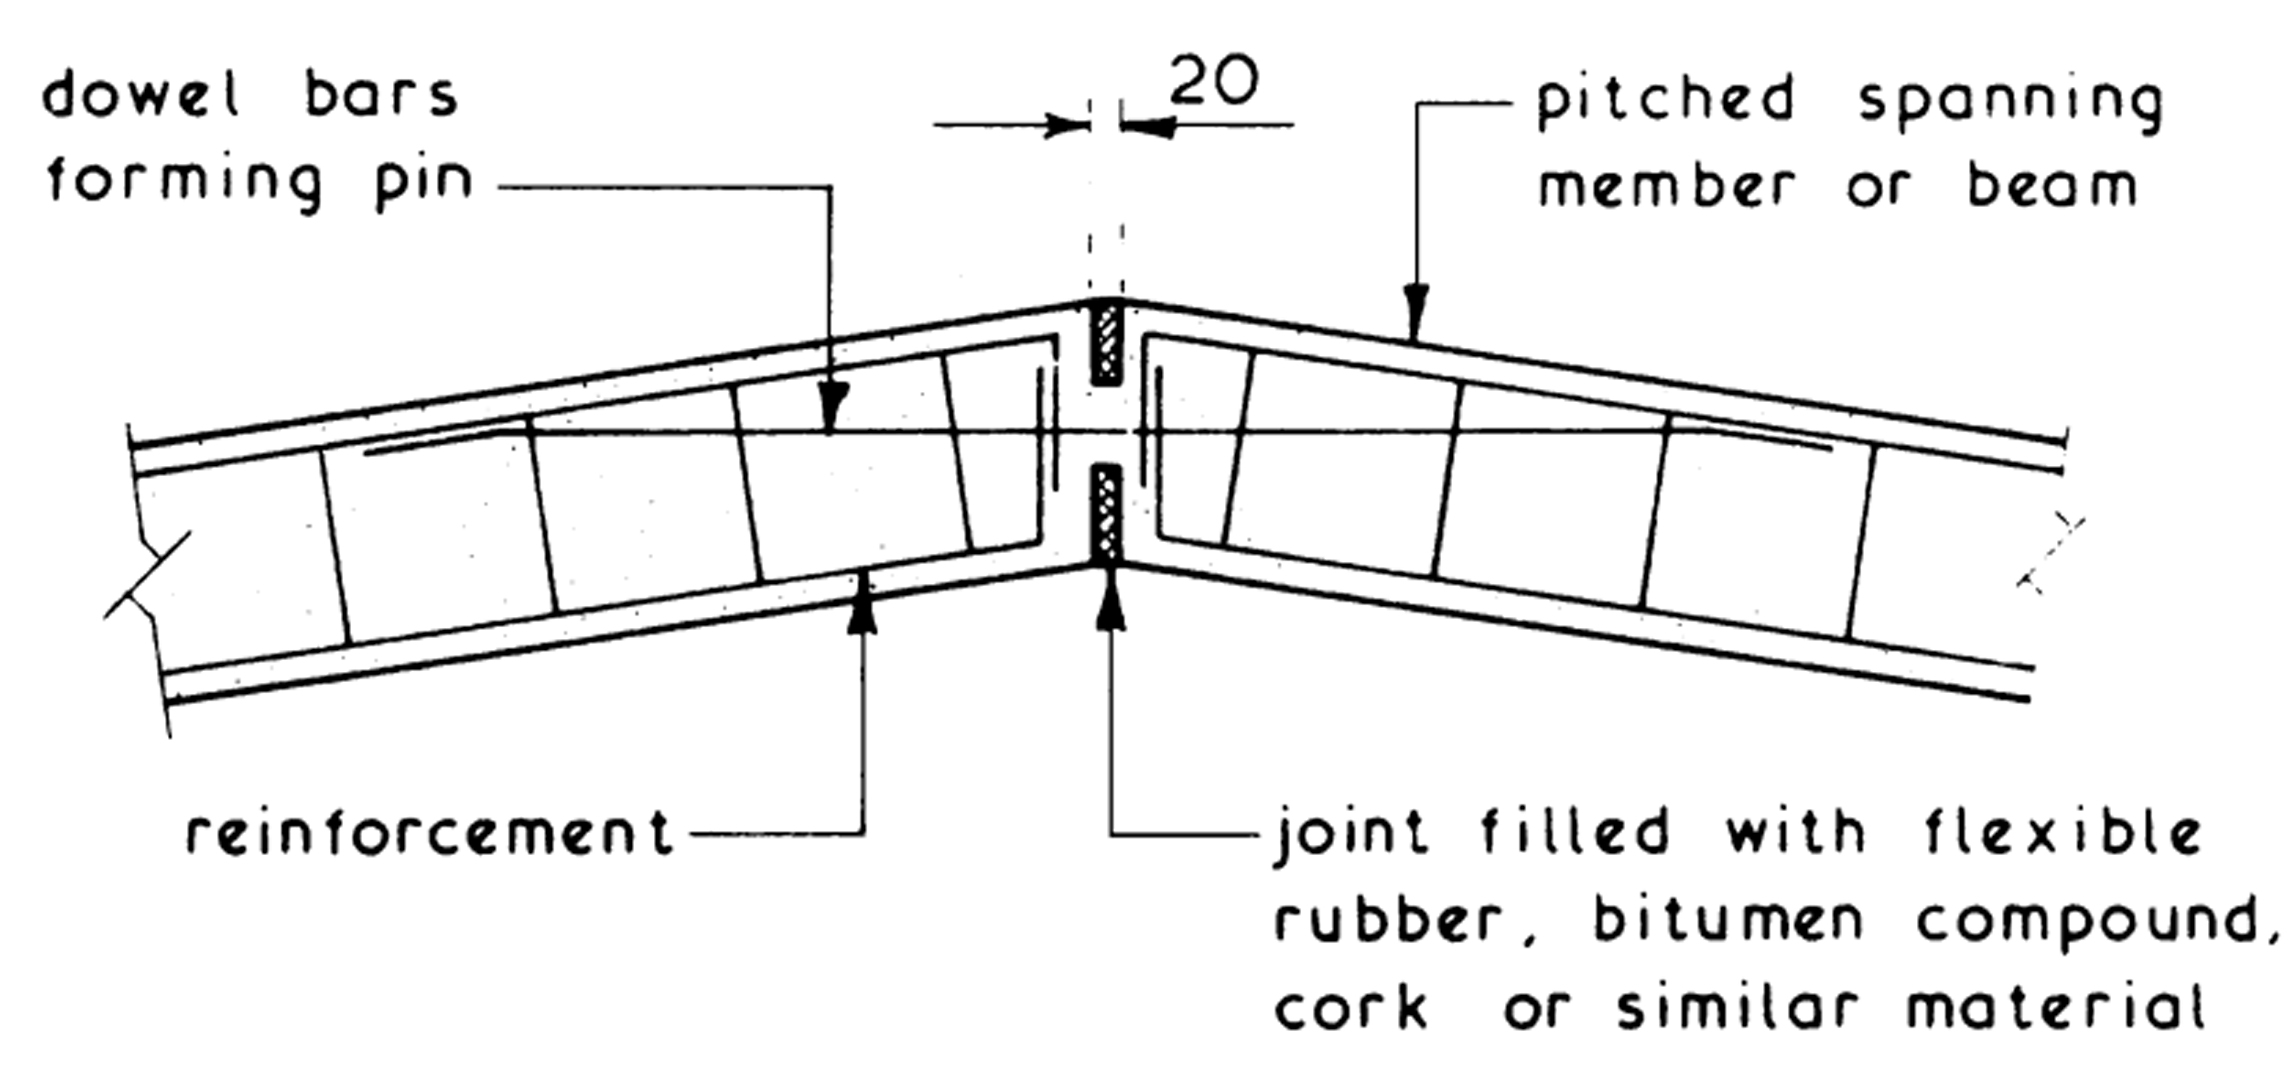 dowel bars
forming pin
20
pitched spanning
member or beam
reinforcement
joint filled with flexible
rubber, bitumen compound,
cork or similar material